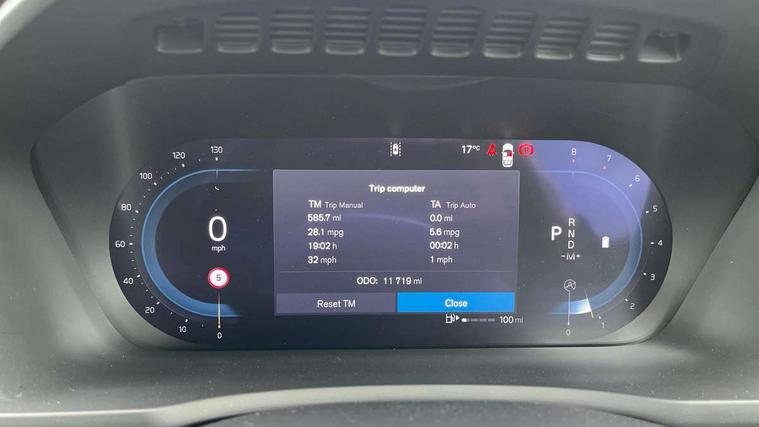 17°C
130
120
100
80
60
40
20
10
0
0
mph
5
Trip computer
TM Trip Manual
TA Trip Auto
585.7 mi
0.0 mi
28.1 mpg
5.6 mpg
19:02 h
00:02 h
32 mph
1 mph
ODO: 11 719 mi
Reset TM
Close
100 mi
P
R
N
D
-M+
8
7
6
5
4
3
2
1
0